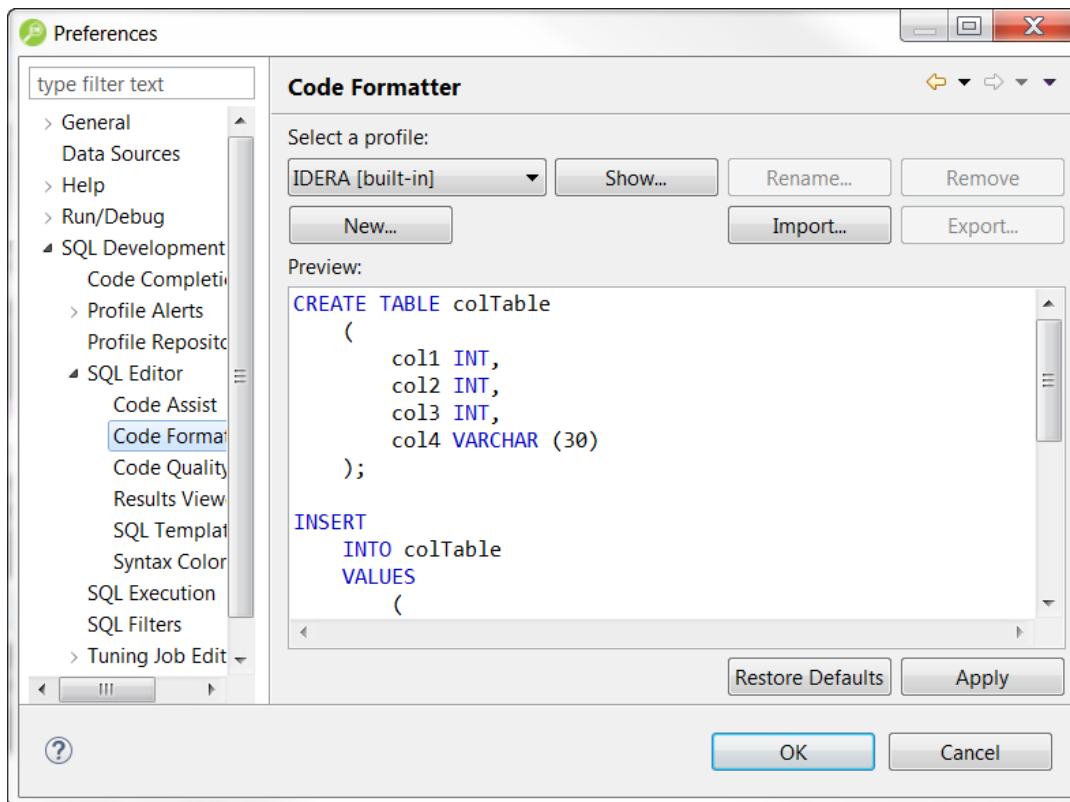 Preferences
type filter text
General
Data Sources
Help
Run/Debug
SQL Development
Code Completi
Profile Alerts
Profile Reposito
SQL Editor
Code Assist
Code Format
Code Quality
Results View
SQL Templat
Syntax Color
SQL Execution
SQL Filters
Tuning Job Edit
Code Formatter
Select a profile:
IDERA [built-in]
Show...
Rename...
Remove
New...
Import...
Export...
Preview:
CREATE TABLE colTable
(
col1 INT,
col2 INT,
col3 INT,
col4 VARCHAR (30)
);
INSERT
INTO colTable
VALUES
(
Restore Defaults
Apply
OK
Cancel